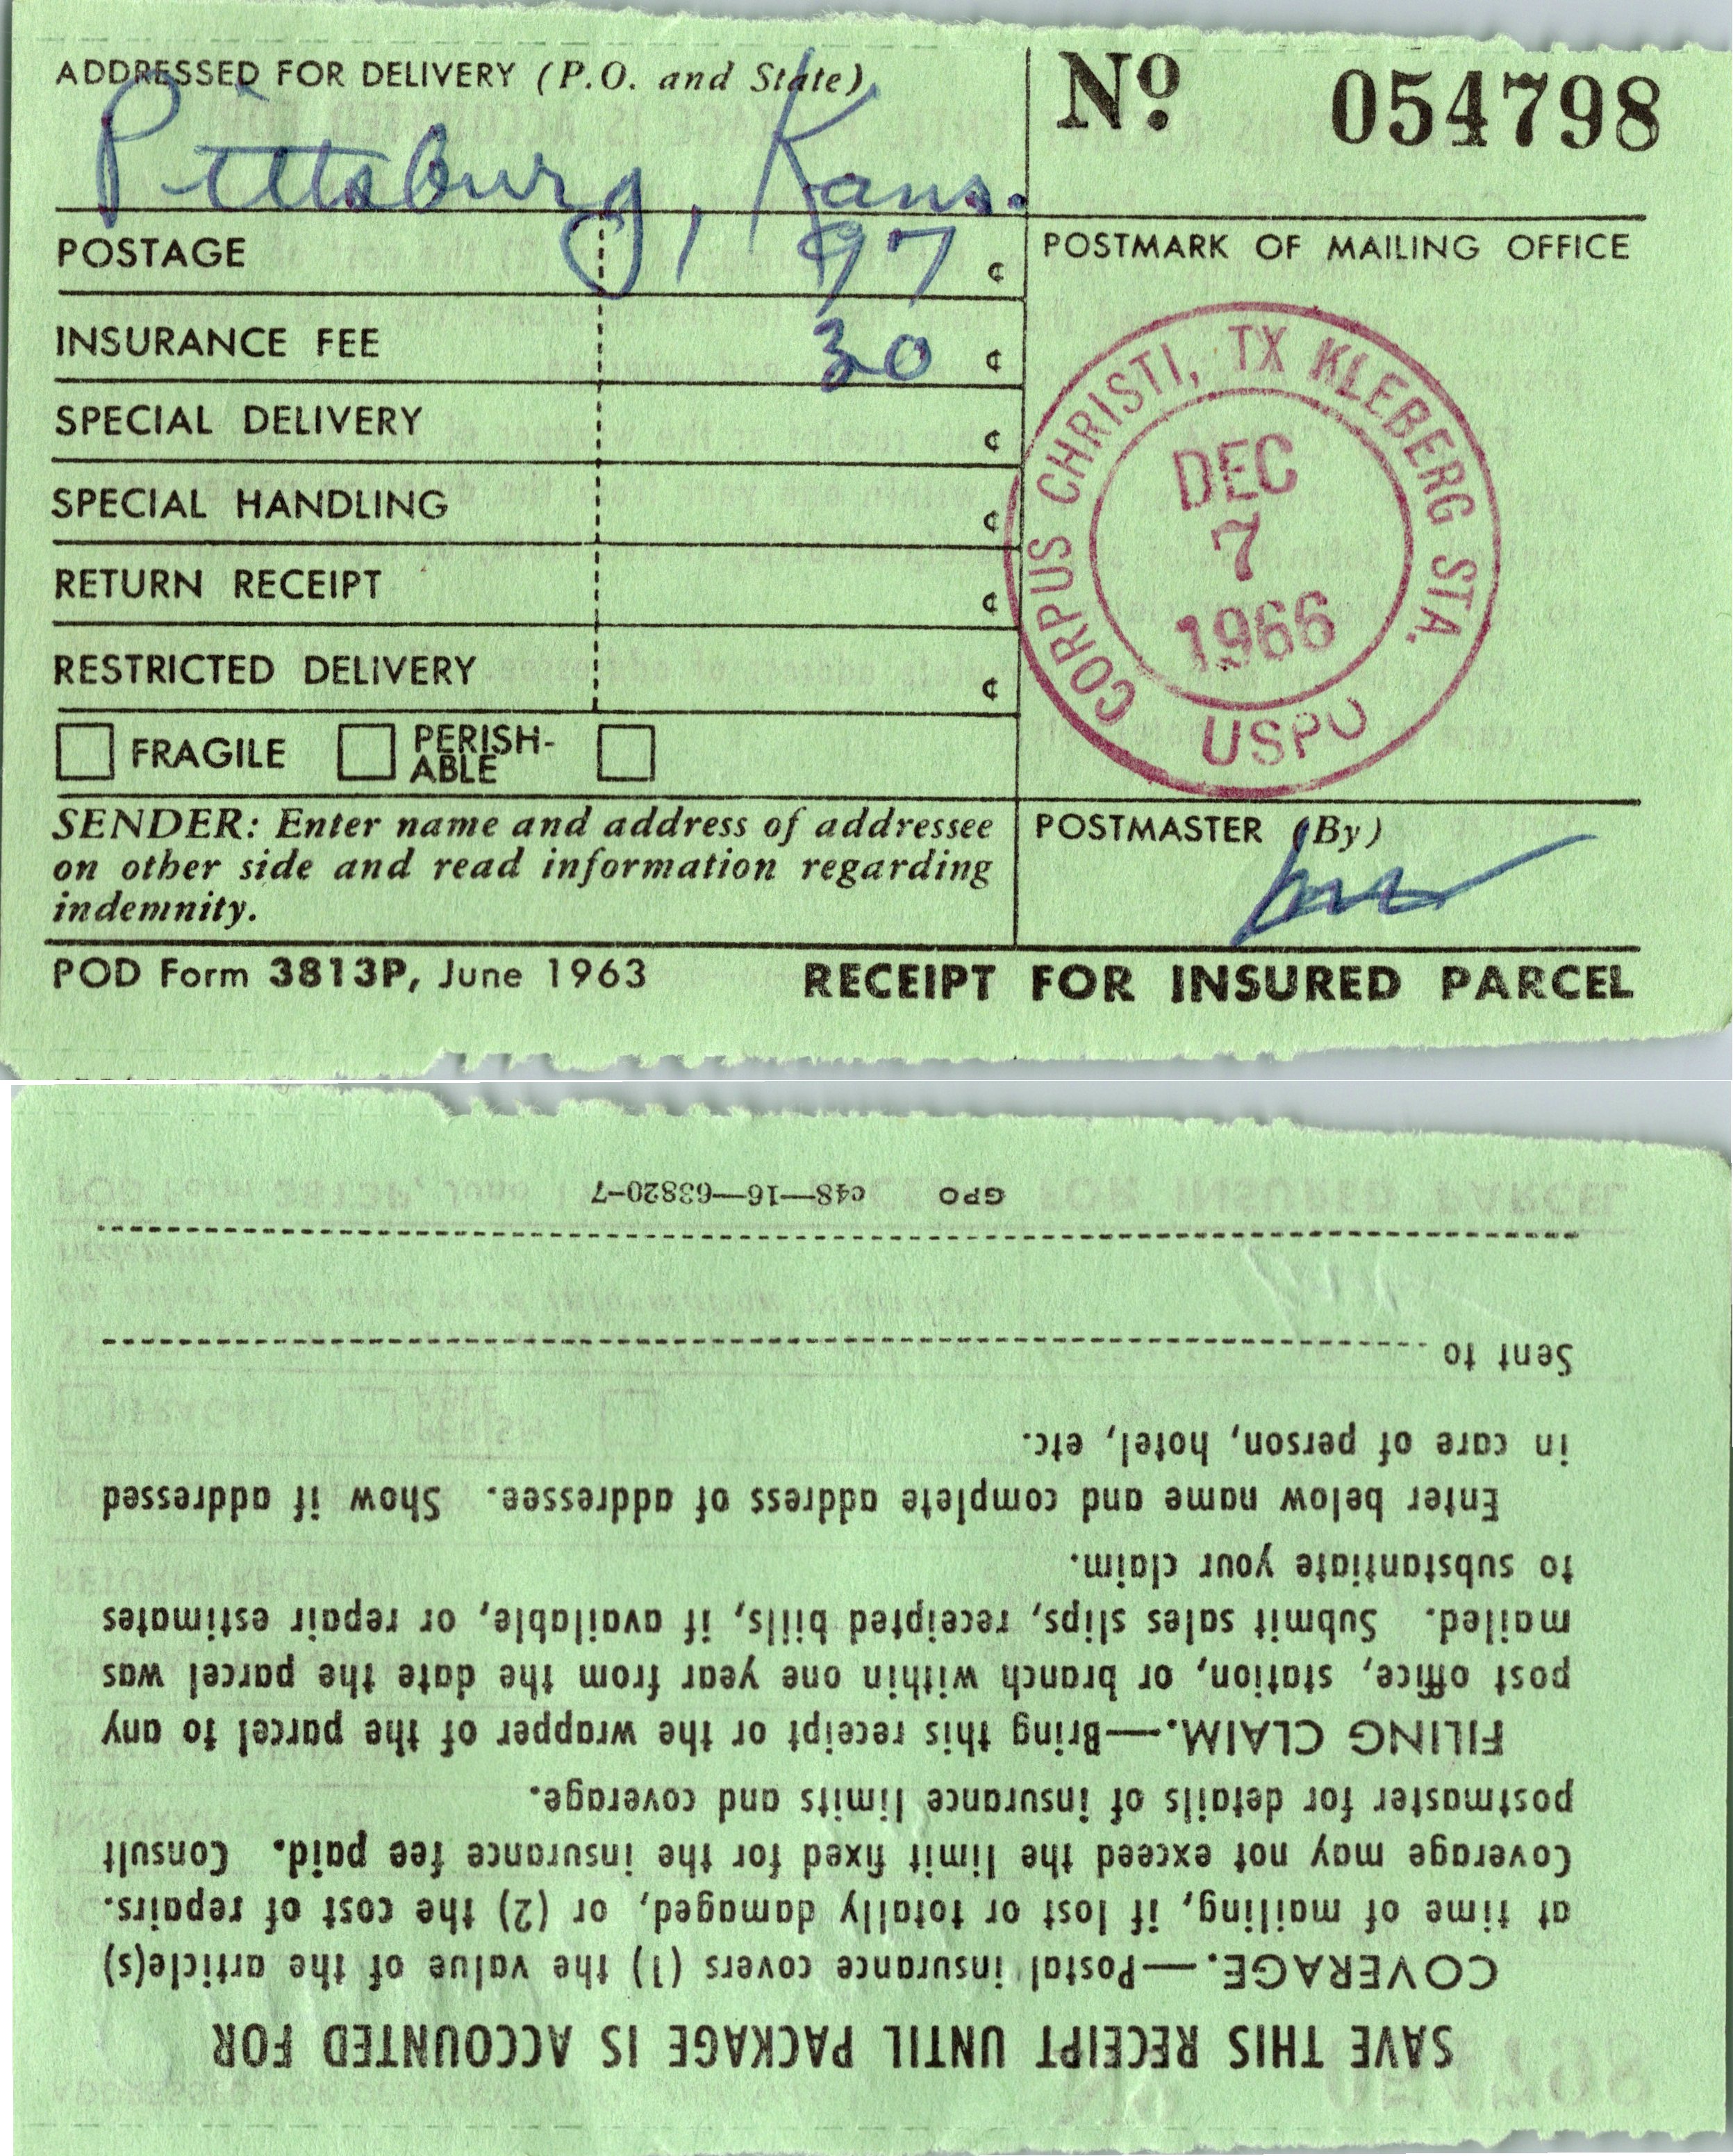 ADDRESSED FOR DELIVERY (P.O. and State)
Pittsburg, Kans.
Nº 054798
POSTAGE 97 ¢
INSURANCE FEE 30 ¢
SPECIAL DELIVERY ¢
SPECIAL HANDLING ¢
RETURN RECEIPT ¢
RESTRICTED DELIVERY ¢
FRAGILE PERISH-
ABLE
SENDER: Enter name and address of addressee
on other side and read information regarding
indemnity.
POSTMARK OF MAILING OFFICE
CORPUS CHRISTI, TX KLEBERG STA.
DEC
7
1966
USPO
POSTMASTER (By)
POD Form 3813P, June 1963
RECEIPT FOR INSURED PARCEL
SAVE THIS RECEIPT UNTIL PACKAGE IS ACCOUNTED FOR
COVERAGE.—Postal insurance covers (1) the value of the article(s)
at time of mailing, if lost or totally damaged, or (2) the cost of repairs.
Coverage may not exceed the limit fixed for the insurance fee paid. Consult
postmaster for details of insurance limits and coverage.
FILING CLAIM.—Bring this receipt or the wrapper of the parcel to any
post office, station, or branch within one year from the date the parcel was
mailed. Submit sales slips, receipted bills, if available, or repair estimates
to substantiate your claim.
Enter below name and complete address of addressee. Show if addressed
in care of person, hotel, etc.
Sent to
GPO c48—16—63820-7